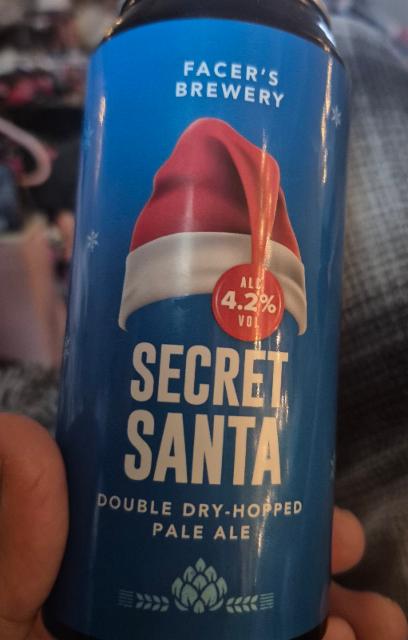 FACER'S
BREWERY
ALC
4.2%
VOL
SECRET
SANTA
DOUBLE DRY-HOPPED
PALE ALE